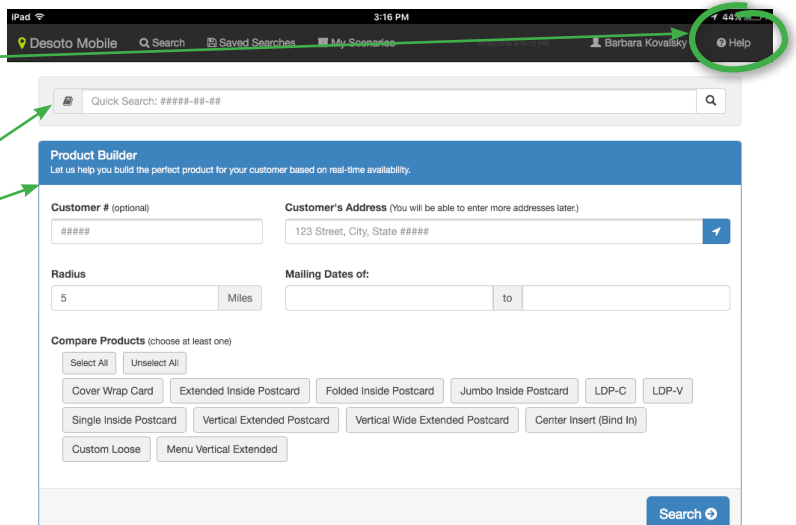 iPad 3:16 PM 44%
Desoto Mobile Search Saved Searches My Scenarios Barbara Kovalsky Help
Quick Search: #####-##-##
Product Builder
Let us help you build the perfect product for your customer based on real-time availability.
Customer # (optional) Customer's Address (You will be able to enter more addresses later.)
##### 123 Street, City, State #####
Radius Mailing Dates of:
5 Miles to
Compare Products (choose at least one)
Select All Unselect All
Cover Wrap Card Extended Inside Postcard Folded Inside Postcard Jumbo Inside Postcard LDP-C LDP-V
Single Inside Postcard Vertical Extended Postcard Vertical Wide Extended Postcard Center Insert (Bind In)
Custom Loose Menu Vertical Extended
Search